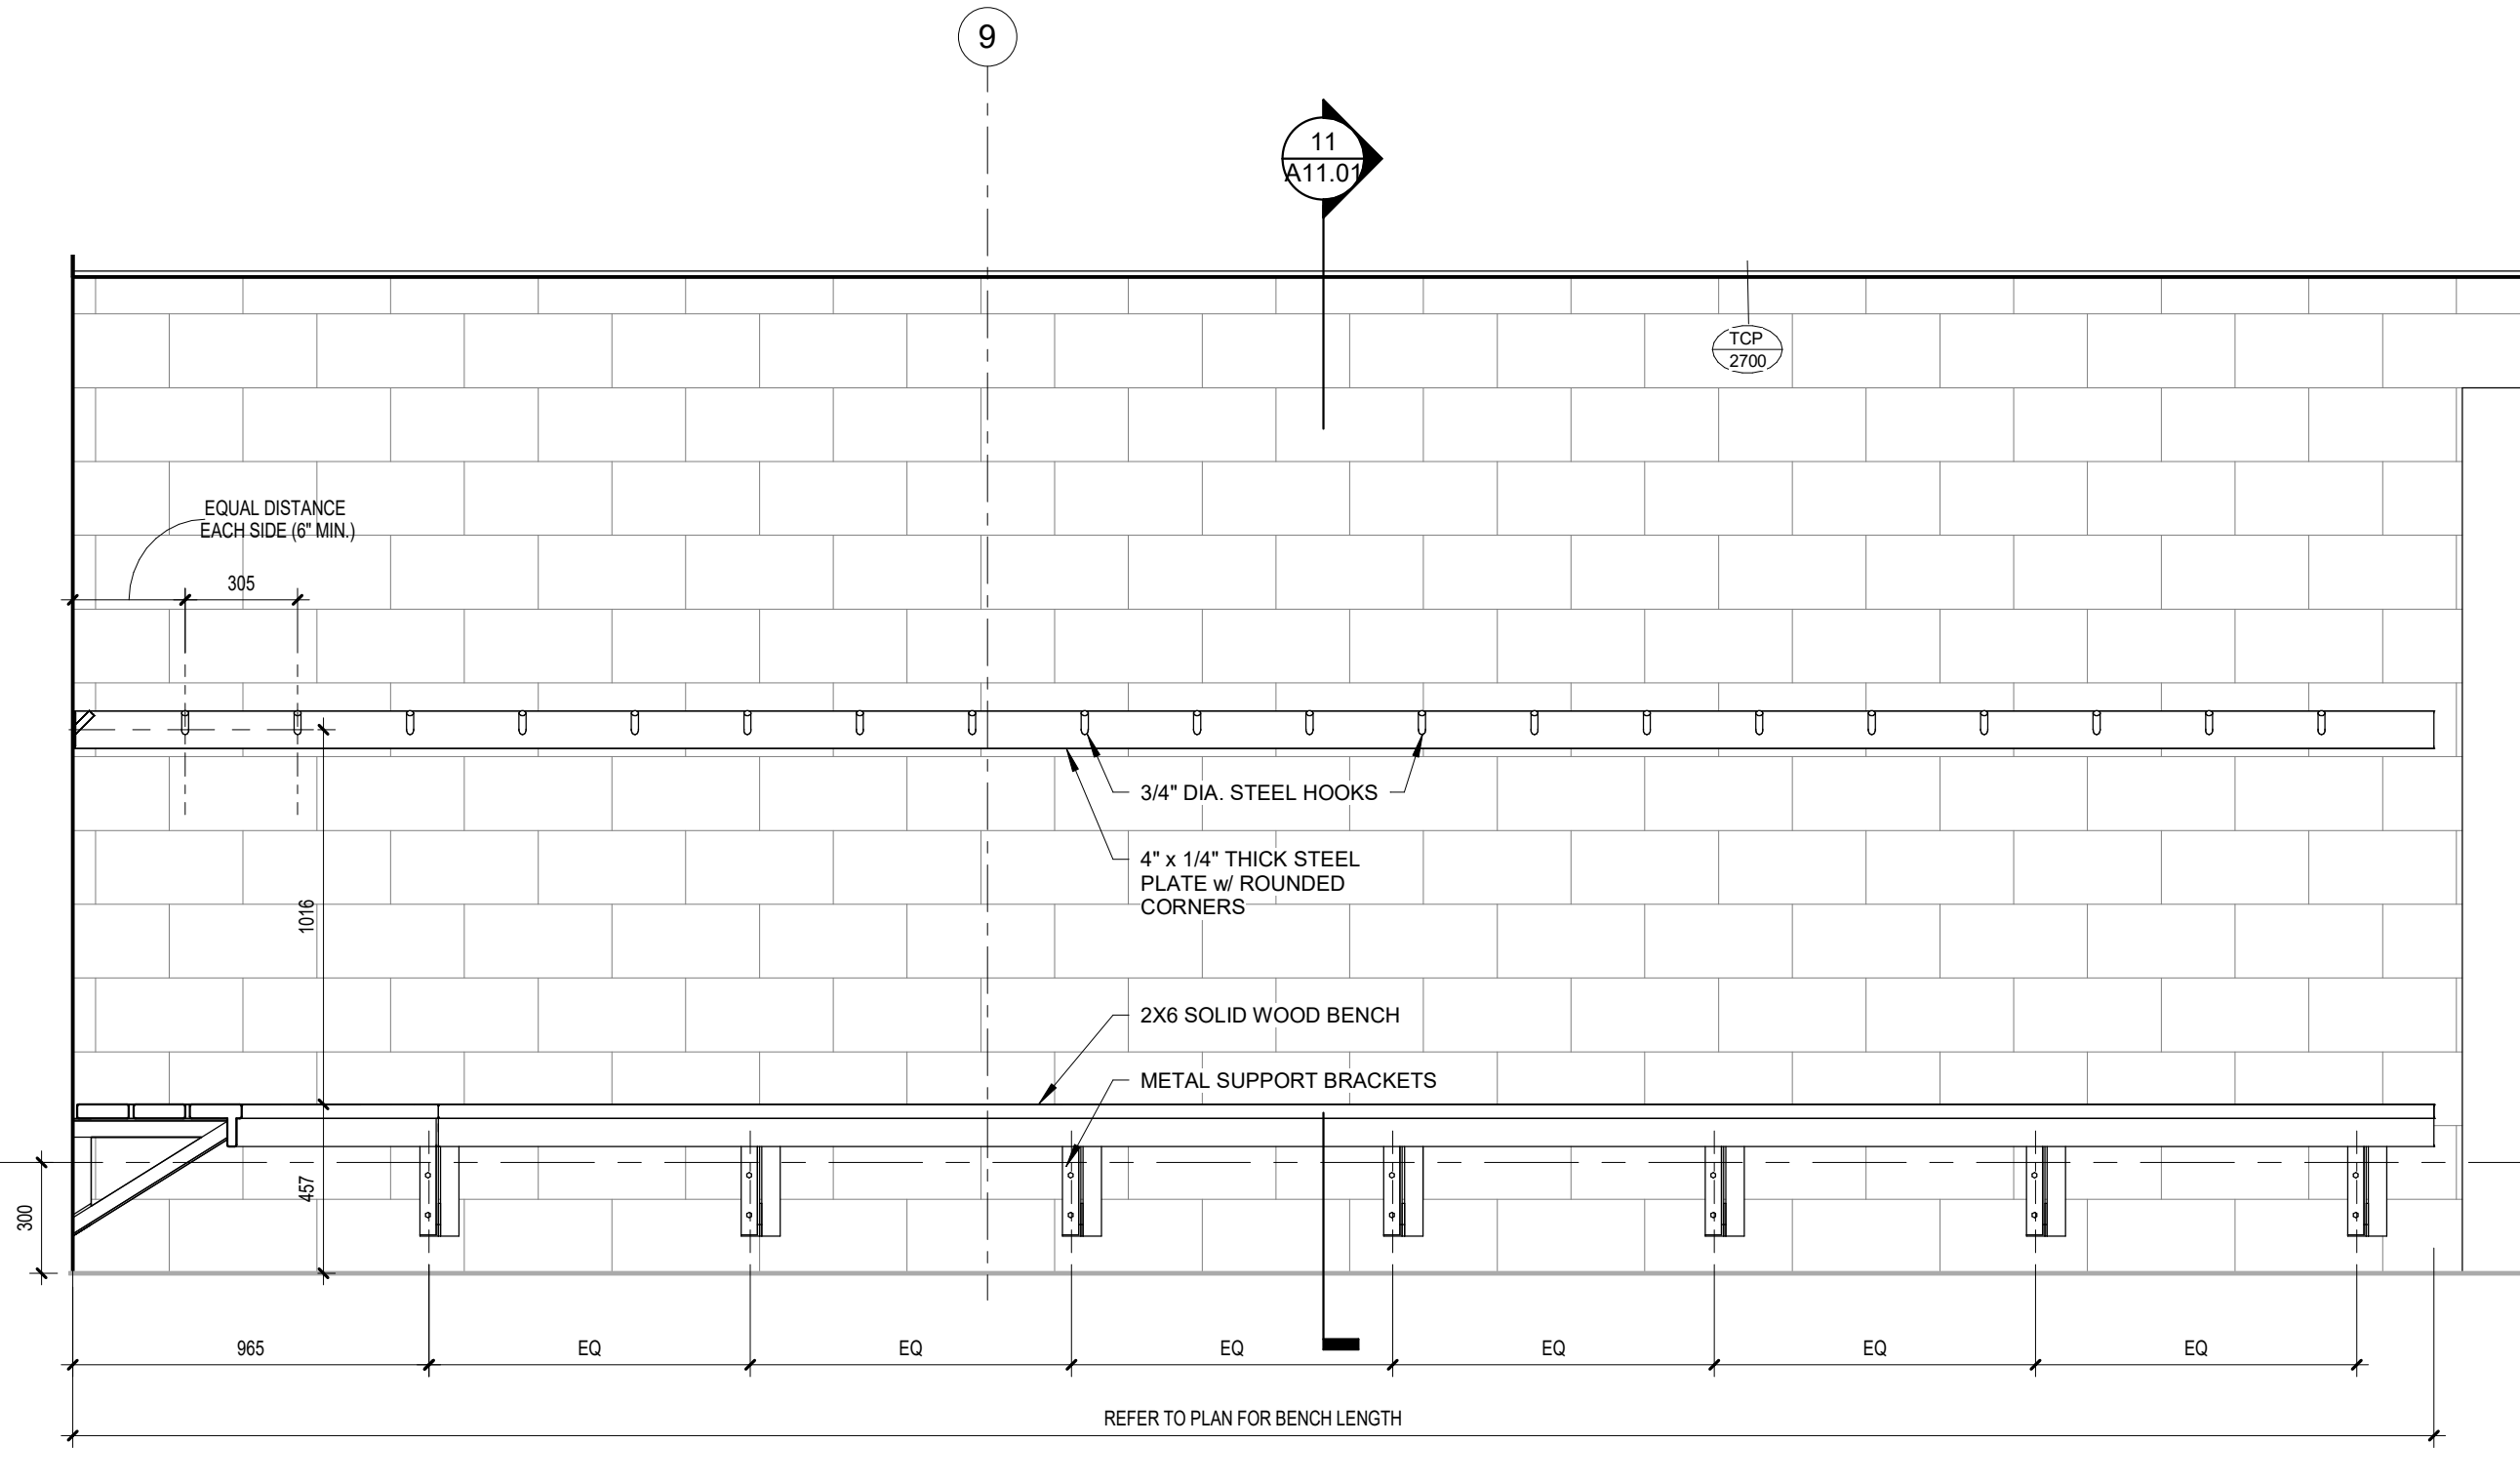 9
11
A11.01
TCP
2700
EQUAL DISTANCE
EACH SIDE (6" MIN.)
305
3/4" DIA. STEEL HOOKS
4" x 1/4" THICK STEEL
PLATE w/ ROUNDED
CORNERS
1016
2X6 SOLID WOOD BENCH
METAL SUPPORT BRACKETS
457
300
965
EQ
EQ
EQ
EQ
EQ
EQ
REFER TO PLAN FOR BENCH LENGTH